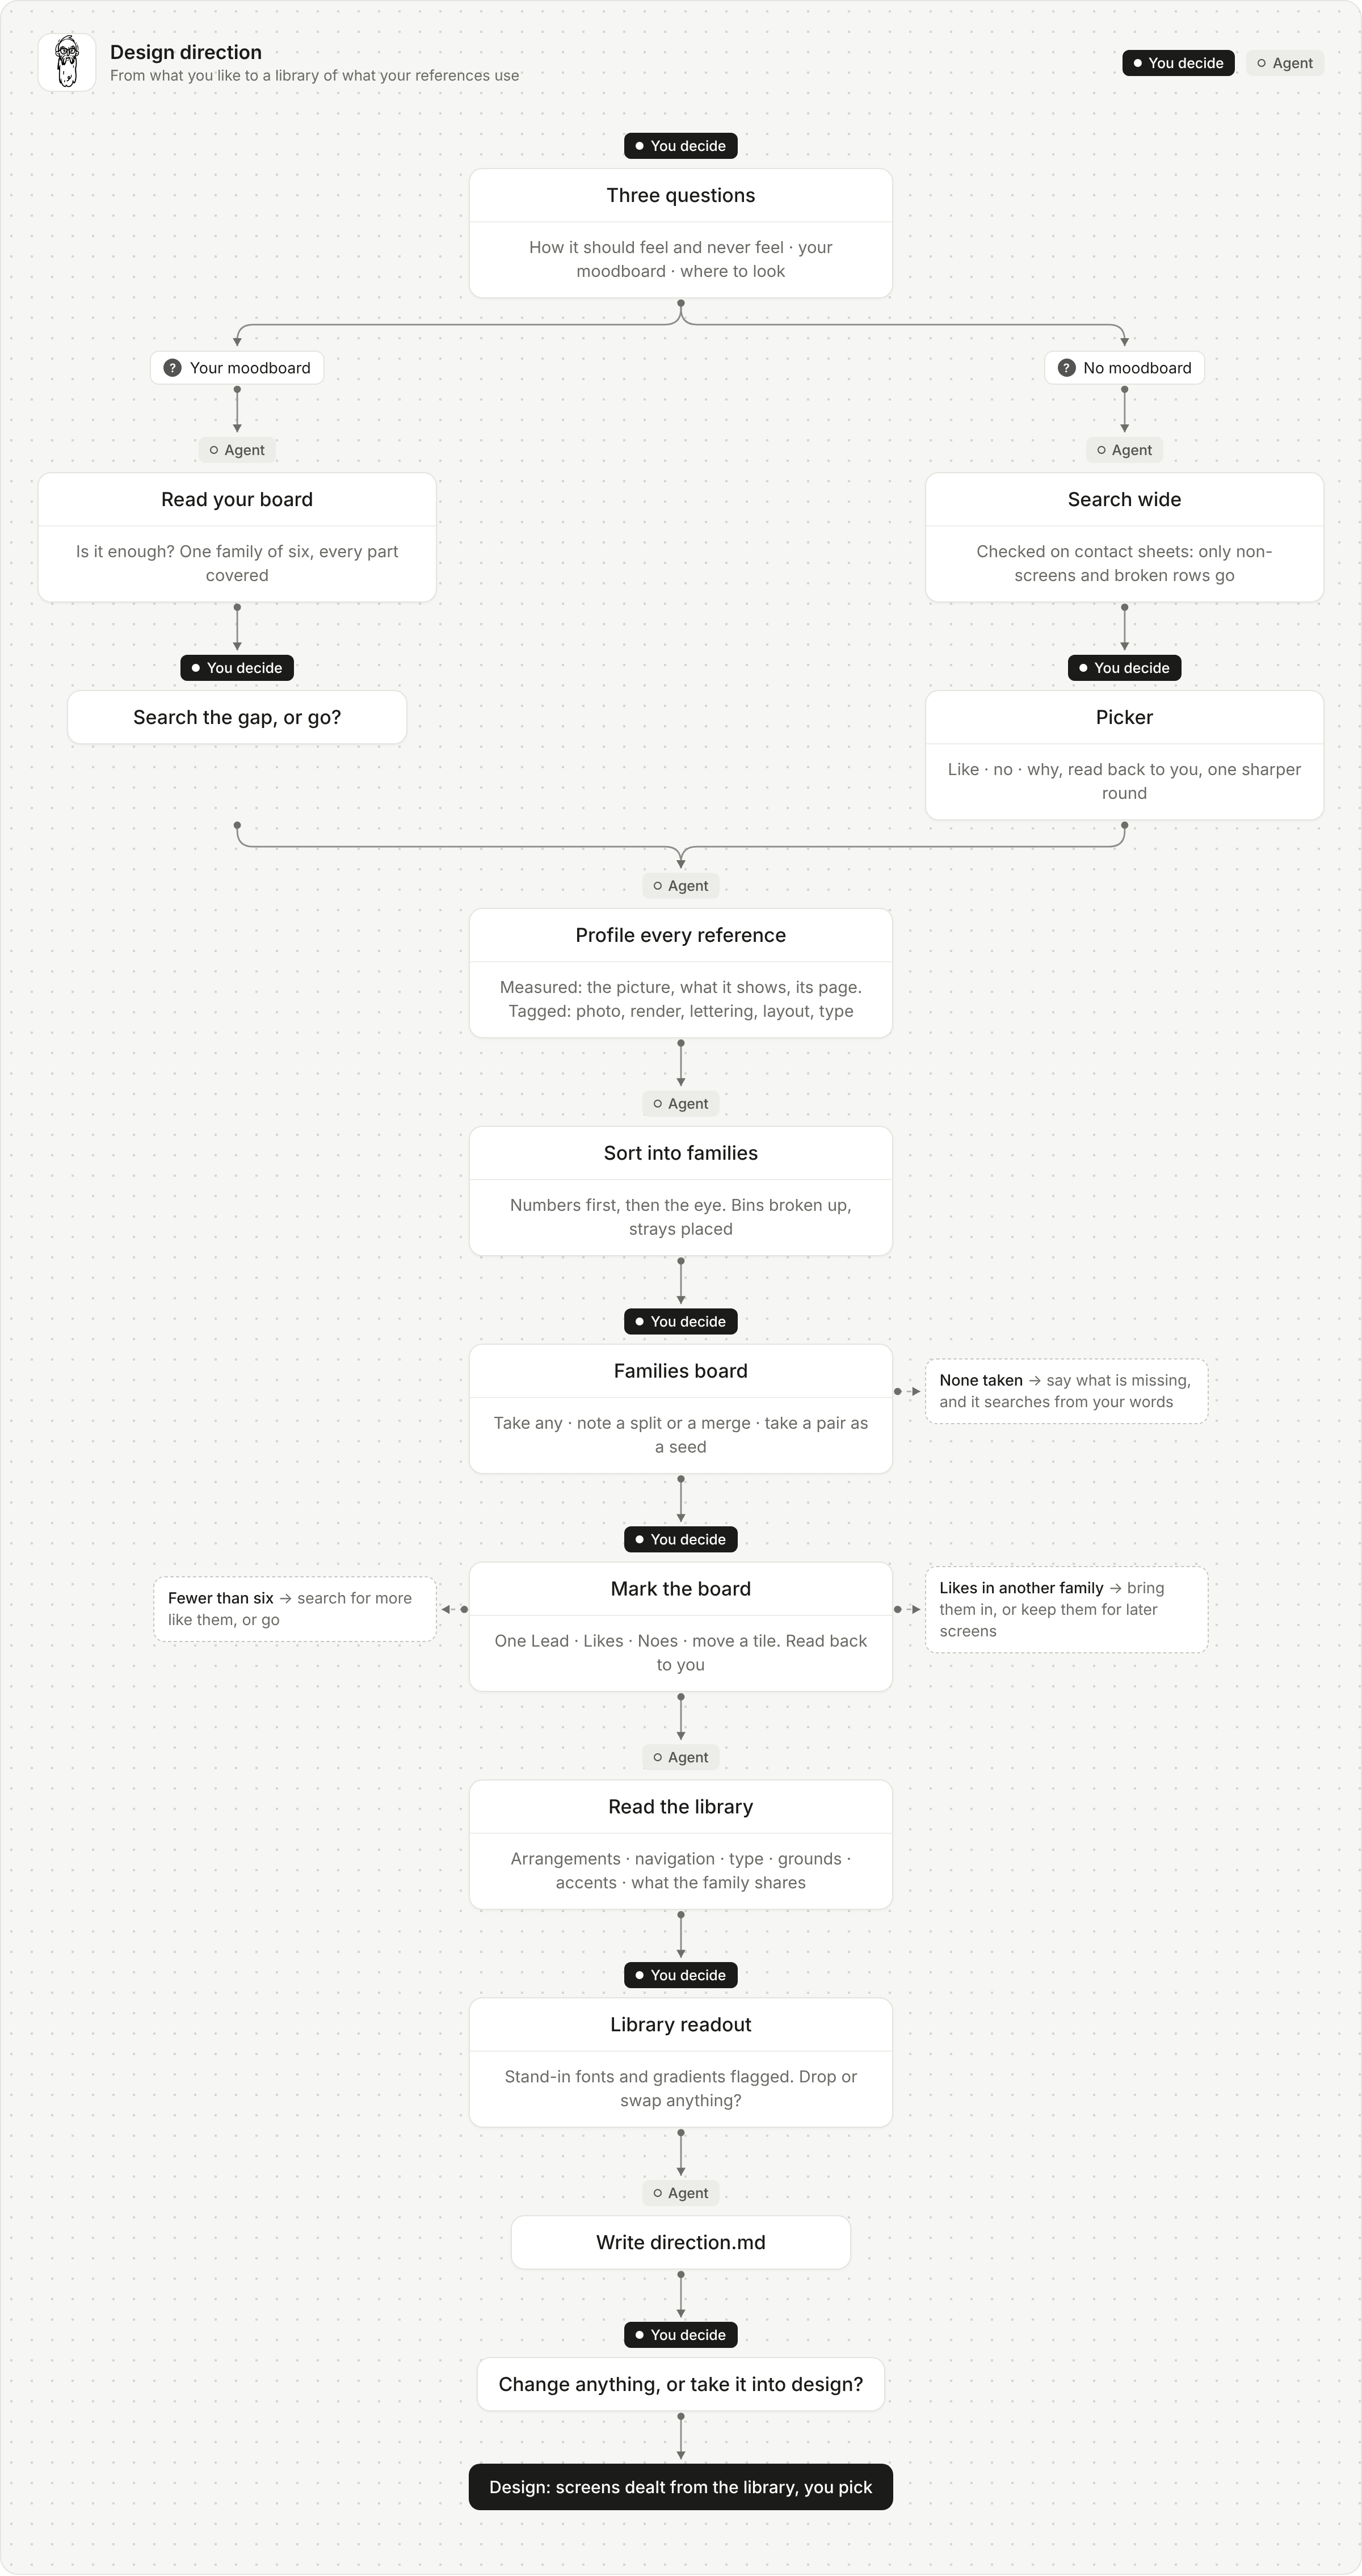 Design direction
From what you like to a library of what your references use
You decide
Agent
You decide
Three questions
How it should feel and never feel · your
moodboard · where to look
? Your moodboard
? No moodboard
Agent
Agent
Read your board
Search wide
Is it enough? One family of six, every part
covered
Checked on contact sheets: only non-
screens and broken rows go
You decide
You decide
Search the gap, or go?
Picker
Like · no · why, read back to you, one sharper
round
Agent
Profile every reference
Measured: the picture, what it shows, its page.
Tagged: photo, render, lettering, layout, type
Agent
Sort into families
Numbers first, then the eye. Bins broken up,
strays placed
You decide
Families board
Take any · note a split or a merge · take a pair as
a seed
None taken → say what is missing,
and it searches from your words
You decide
Mark the board
One Lead · Likes · Noes · move a tile. Read back
to you
Fewer than six → search for more
like them, or go
Likes in another family → bring
them in, or keep them for later
screens
Agent
Read the library
Arrangements · navigation · type · grounds ·
accents · what the family shares
You decide
Library readout
Stand-in fonts and gradients flagged. Drop or
swap anything?
Agent
Write direction.md
You decide
Change anything, or take it into design?
Design: screens dealt from the library, you pick